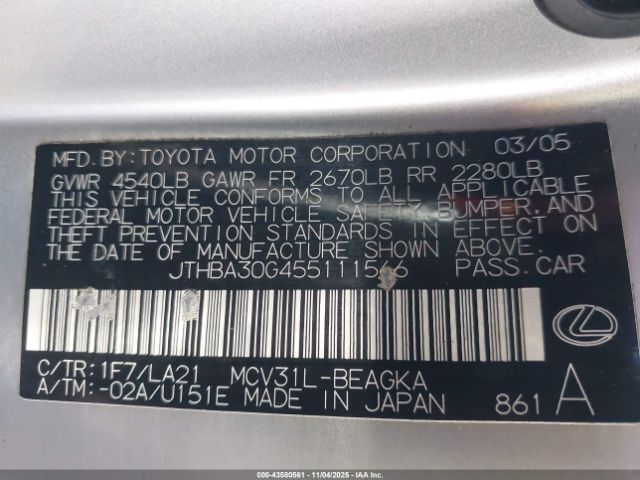 MFD. BY: TOYOTA MOTOR CORPORATION 03/05
GVWR 4540LB GAWR FR 2670LB RR 2280LB
THIS VEHICLE CONFORMS TO ALL APPLICABLE
FEDERAL MOTOR VEHICLE SAFETY, BUMPER, AND
THEFT PREVENTION STANDARDS IN EFFECT ON
THE DATE OF MANUFACTURE SHOWN ABOVE.
PASS. CAR
C/TR: 1F7/LA21 MCV31L-BEAGKA
A/TM: -02A/U151E MADE IN JAPAN 861 A
000-43580561 - 11/04/2025 - IAAI.COM